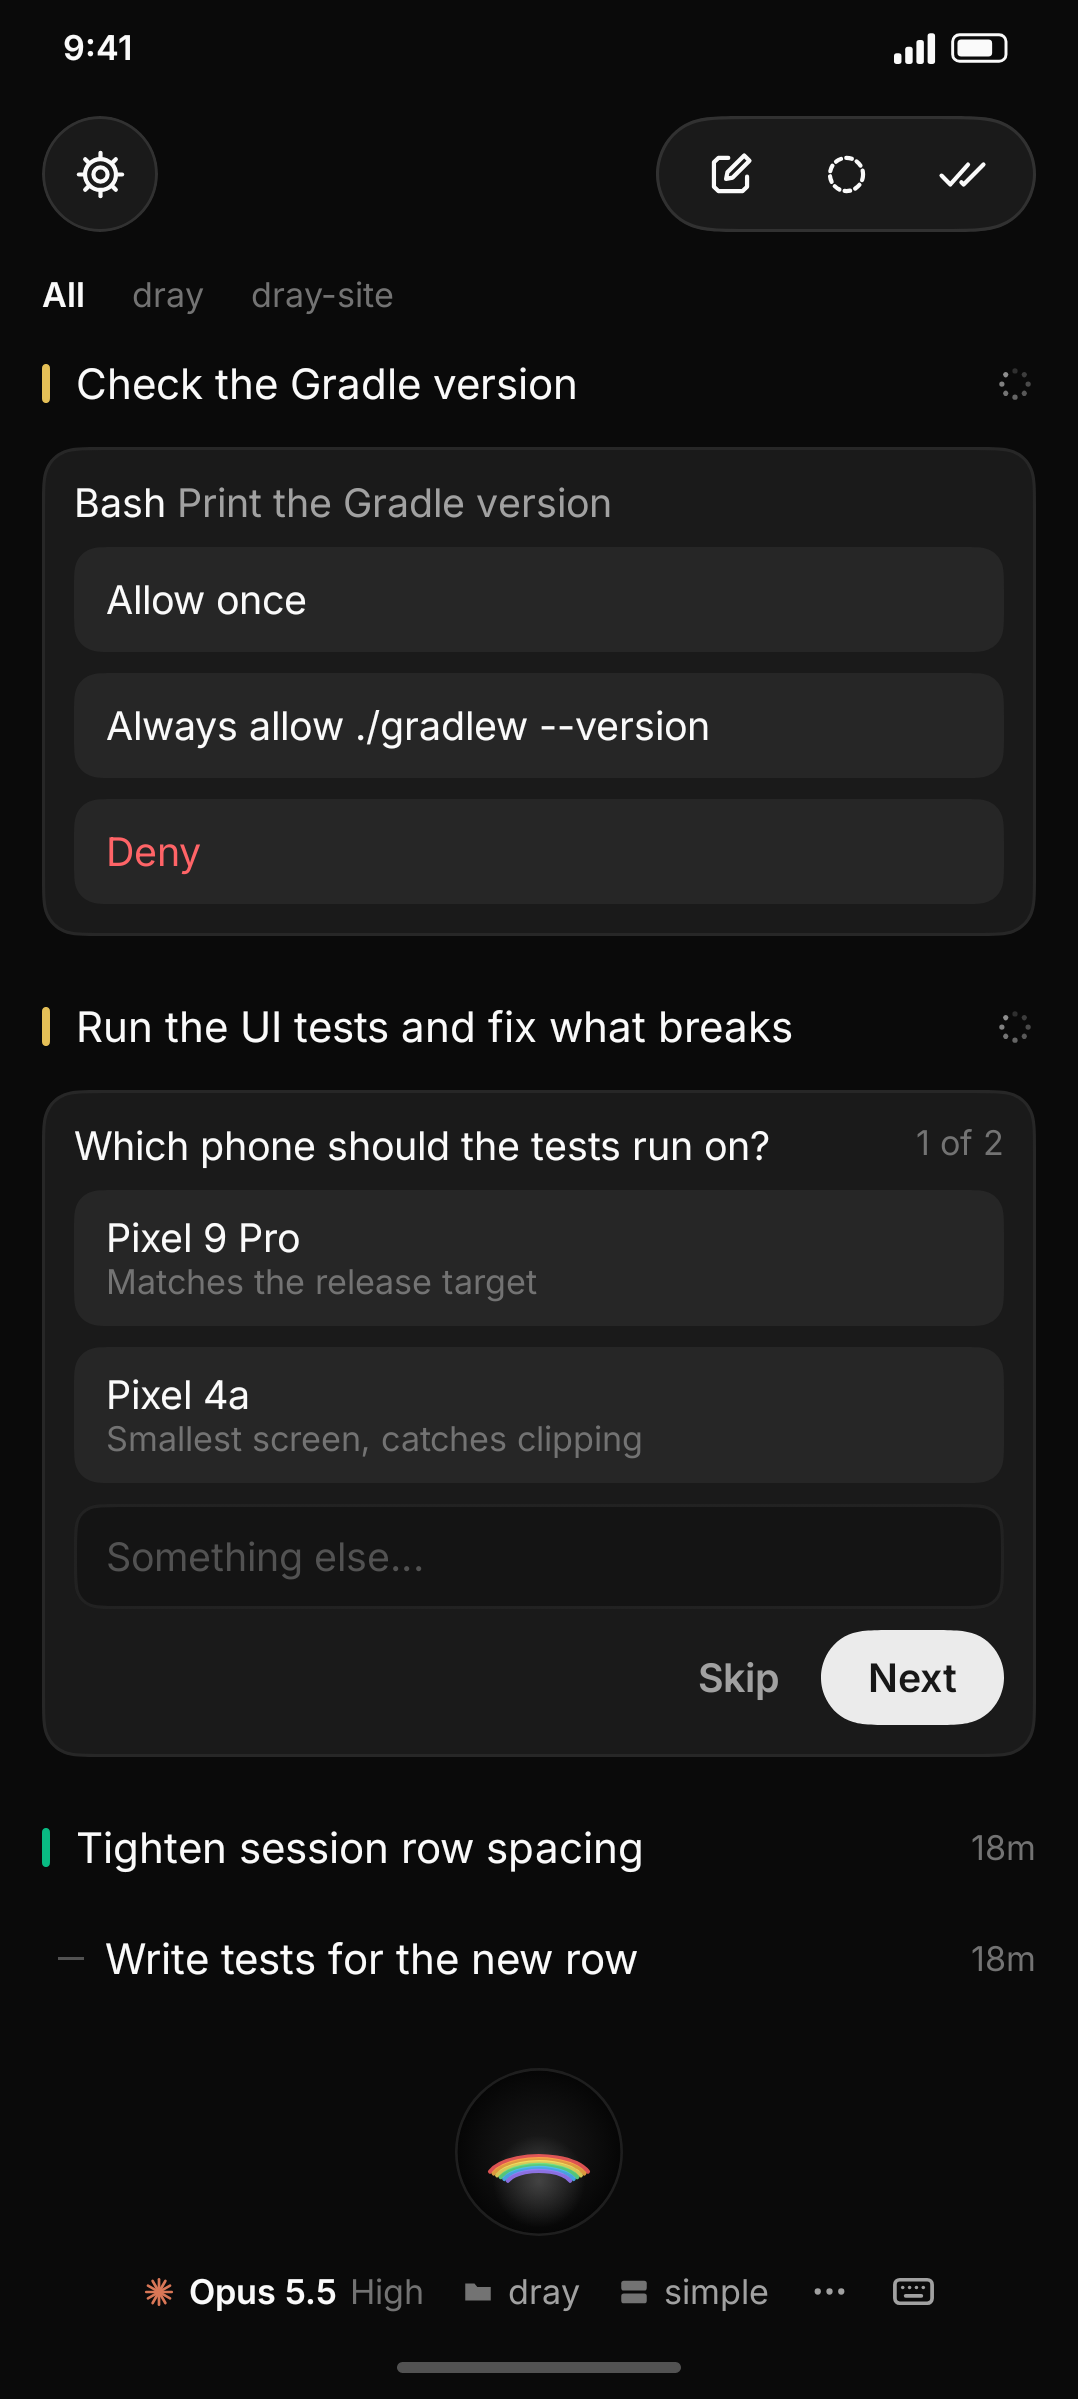 9:41
All dray dray-site
Check the Gradle version
Bash Print the Gradle version
Allow once
Always allow ./gradlew --version
Deny
Run the UI tests and fix what breaks
Which phone should the tests run on? 1 of 2
Pixel 9 Pro
Matches the release target
Pixel 4a
Smallest screen, catches clipping
Something else...
Skip Next
Tighten session row spacing 18m
Write tests for the new row 18m
Opus 5.5 High dray simple